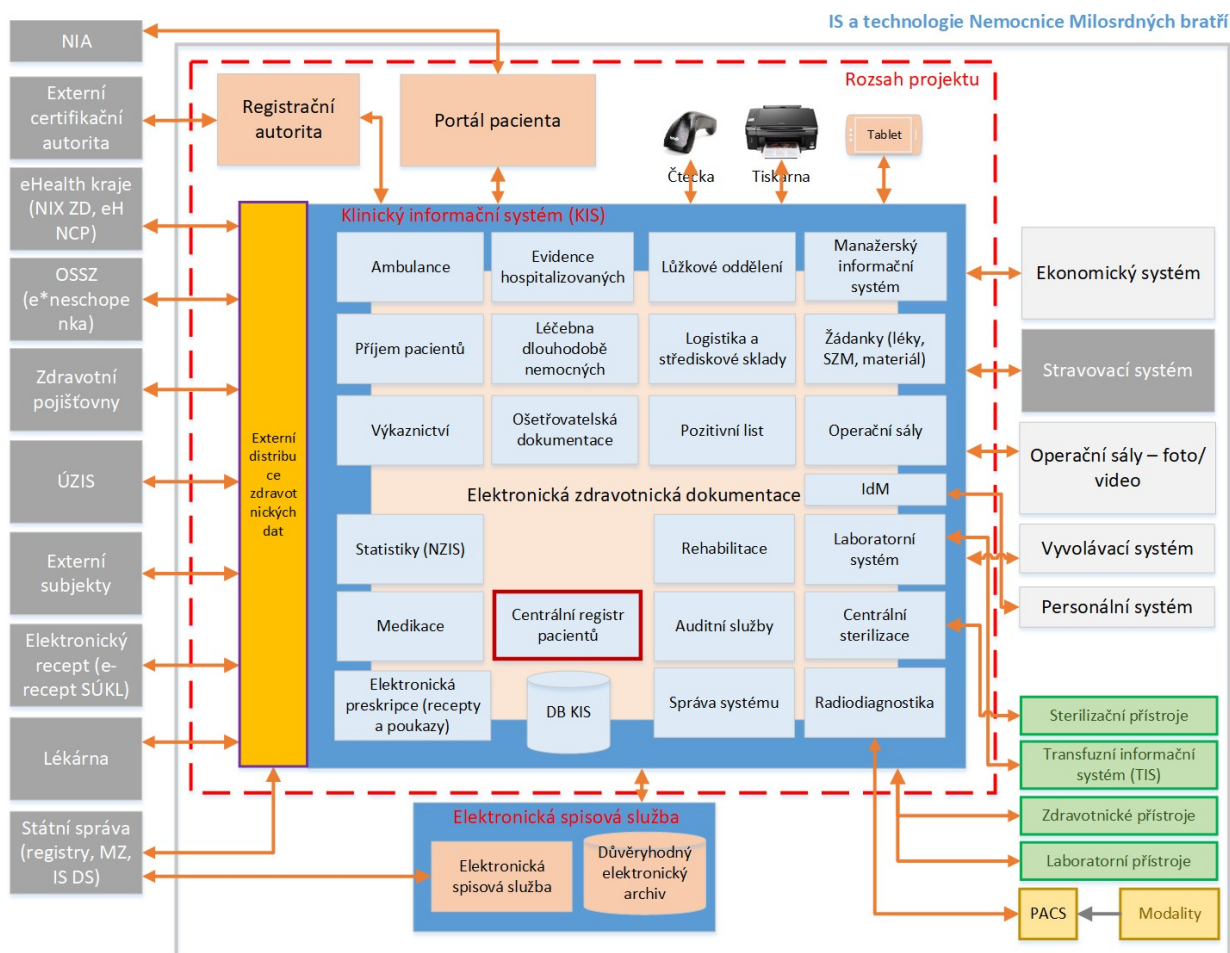 IS a technologie Nemocnice Milosrdných bratří
Rozsah projektu
NIA
Externí
certifikační
autorita
eHealth kraje
(NIX ZD, eH
NCP)
OSSZ
(e*neschope
nka)
Zdravotní
pojišťovny
ÚZIS
Externí
subjekty
Elektronický
recept (e-
recept SÚKL)
Lékárna
Státní správa
(registry, MZ,
IS DS)
Registrační
autorita
Portál pacienta
Čtečka
Tiskárna
Tablet
Externí
distribu
ce
zdravot
nických
dat
Klinický informační systém (KIS)
Ambulance
Evidence
hospitalizovaných
Lůžkové oddělení
Manažerský
informační
systém
Příjem pacientů
Léčebna
dlouhodobě
nemocných
Logistika a
střediskové sklady
Žádanky (léky,
SZM, materiál)
Výkaznictví
Ošetřovatelská
dokumentace
Pozitivní list
Operační sály
Elektronická zdravotnická dokumentace
IdM
Statistiky (NZIS)
Rehabilitace
Laboratorní
systém
Medikace
Centrální registr
pacientů
Auditní služby
Centrální
sterilizace
Elektronická
preskripce (recepty
a poukazy)
DB KIS
Správa systému
Radiodiagnostika
Elektronická spisová služba
Elektronická
spisová služba
Důvěryhodný
elektronický
archiv
Ekonomický systém
Stravovací systém
Operační sály – foto/
video
Vyvolávací systém
Personální systém
Sterilizační přístroje
Transfuzní informační
systém (TIS)
Zdravotnické přístroje
Laboratorní přístroje
PACS
Modality